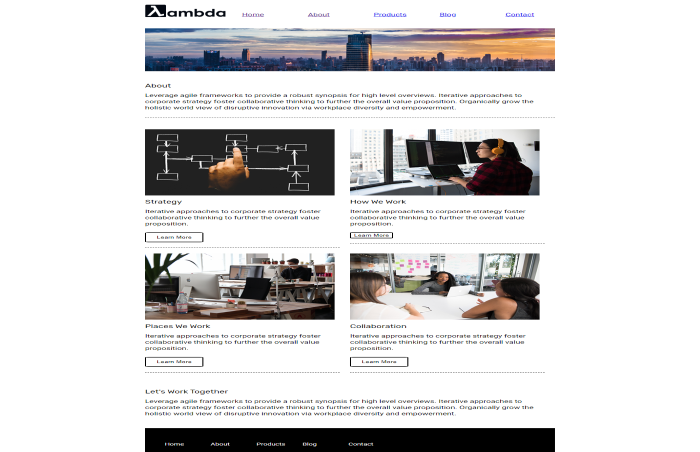 λambda
Home About Products Blog Contact
About
Leverage agile frameworks to provide a robust synopsis for high level overviews. Iterative approaches to
corporate strategy foster collaborative thinking to further the overall value proposition. Organically grow the
holistic world view of disruptive innovation via workplace diversity and empowerment.
Strategy
Iterative approaches to corporate strategy foster
collaborative thinking to further the overall value
proposition.
Learn More
How We Work
Iterative approaches to corporate strategy foster
collaborative thinking to further the overall value
proposition.
Learn More
Places We Work
Iterative approaches to corporate strategy foster
collaborative thinking to further the overall value
proposition.
Learn More
Collaboration
Iterative approaches to corporate strategy foster
collaborative thinking to further the overall value
proposition.
Learn More
Let's Work Together
Leverage agile frameworks to provide a robust synopsis for high level overviews. Iterative approaches to
corporate strategy foster collaborative thinking to further the overall value proposition. Organically grow the
holistic world view of disruptive innovation via workplace diversity and empowerment.
Home About Products Blog Contact